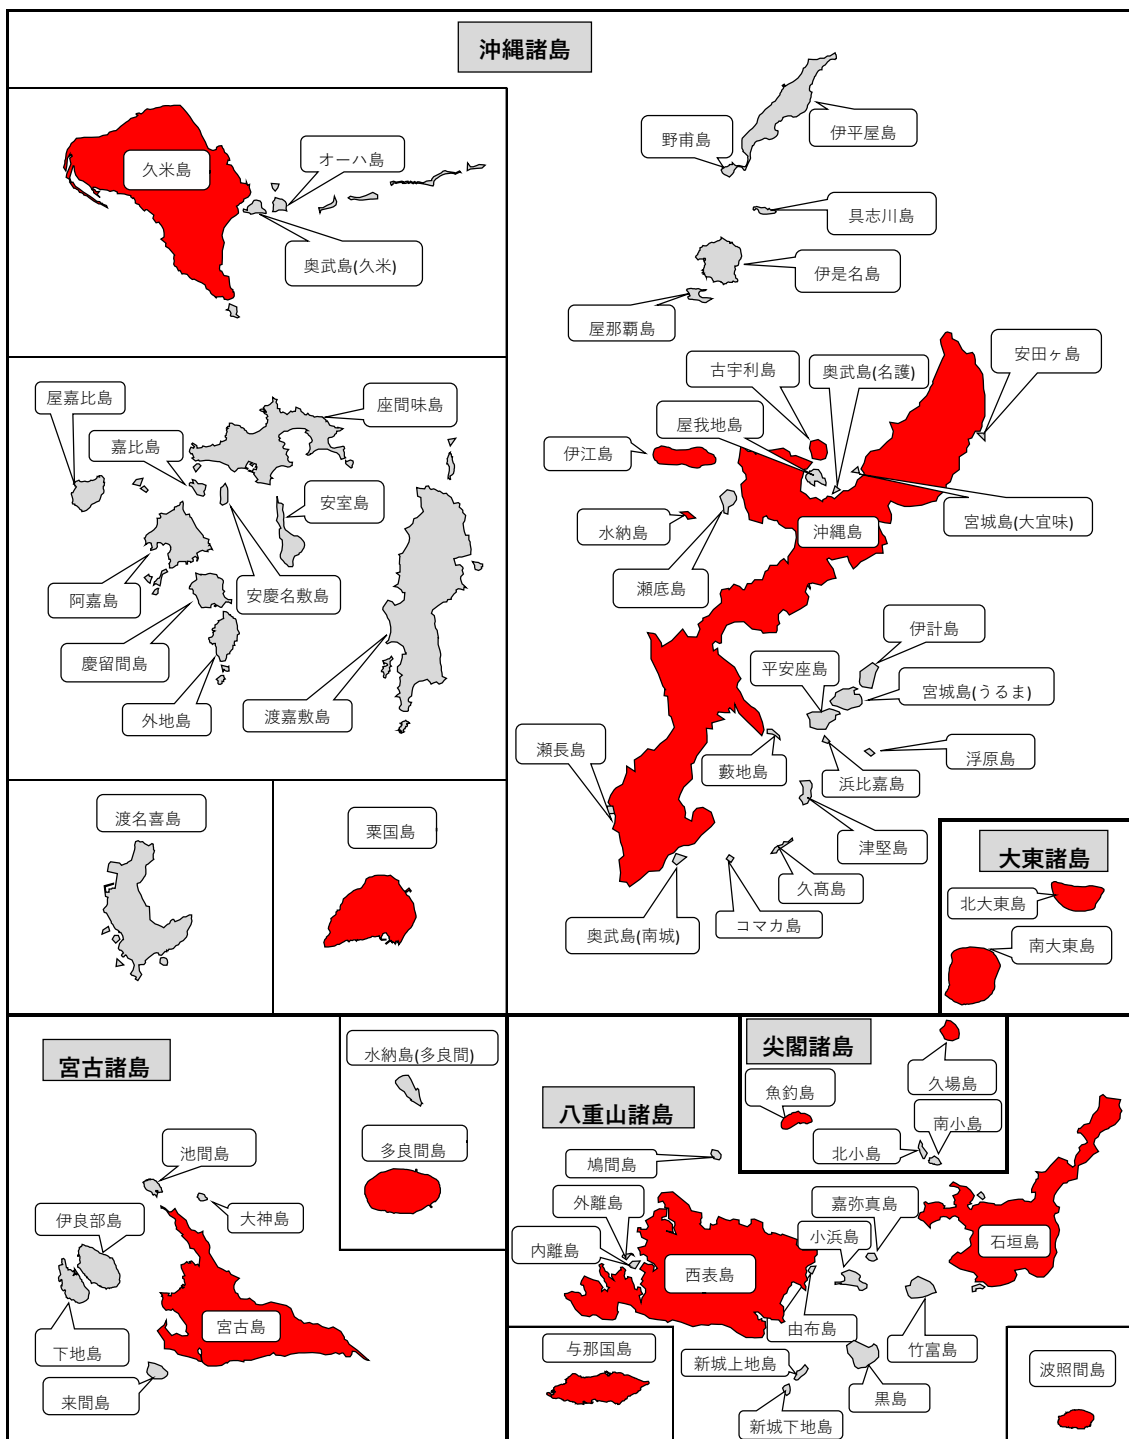 沖縄諸島
久米島
オーハ島
奥武島(久米)
野甫島
伊平屋島
具志川島
伊是名島
屋那覇島
安田ヶ島
古宇利島
奥武島(名護)
屋我地島
伊江島
水納島
沖縄島
宮城島(大宜味)
瀬底島
屋嘉比島
座間味島
嘉比島
安室島
阿嘉島
安慶名敷島
慶留間島
外地島
渡嘉敷島
伊計島
平安座島
宮城島(うるま)
瀬長島
藪地島
浜比嘉島
浮原島
津堅島
久髙島
コマカ島
奥武島(南城)
渡名喜島
粟国島
大東諸島
北大東島
南大東島
宮古諸島
水納島(多良間)
多良間島
池間島
大神島
伊良部島
下地島
宮古島
来間島
八重山諸島
尖閣諸島
久場島
魚釣島
南小島
北小島
鳩間島
外離島
内離島
西表島
嘉弥真島
小浜島
石垣島
由布島
竹富島
黒島
新城上地島
新城下地島
与那国島
波照間島